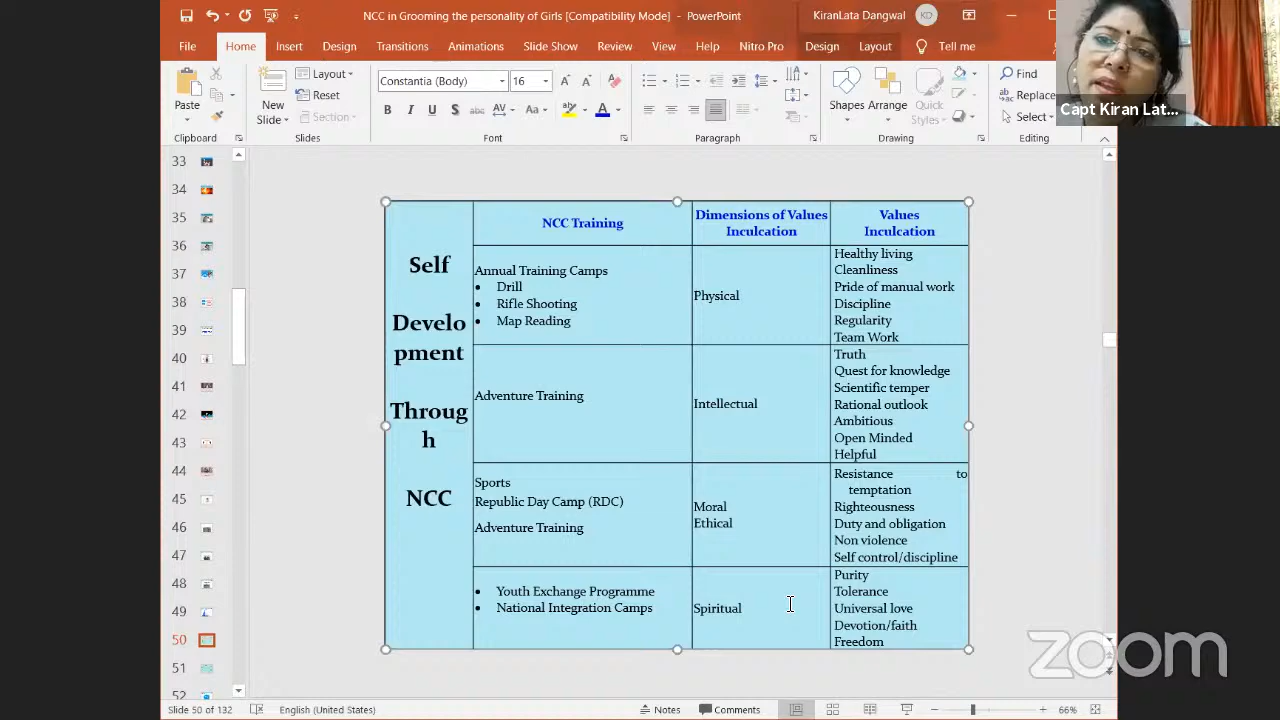 NCC in Grooming the personality of Girls [Compatibility Mode] - PowerPoint
KiranLata Dangwal
KD
File Home Insert Design Transitions Animations Slide Show Review View Help Nitro Pro Design Layout Tell me
Paste
Clipboard
New
Slide
Layout
Reset
Section
Slides
Constantia (Body) 16
B I U S abc AV Aa A
Font
Paragraph
Shapes Arrange Quick
Styles
Drawing
Find
Replace
Select
Editing
Capt Kiran Lat...
33
34
35
36
37
38
39
40
41
42
43
44
45
46
47
48
49
50
51
52
Self
Develo
pment
Throug
h
NCC
NCC Training
Dimensions of Values
Inculcation
Values
Inculcation
Annual Training Camps
• Drill
• Rifle Shooting
• Map Reading
Physical
Healthy living
Cleanliness
Pride of manual work
Discipline
Regularity
Team Work
Adventure Training
Intellectual
Truth
Quest for knowledge
Scientific temper
Rational outlook
Ambitious
Open Minded
Helpful
Sports
Republic Day Camp (RDC)
Adventure Training
Moral
Ethical
Resistance to
temptation
Righteousness
Duty and obligation
Non violence
Self control/discipline
• Youth Exchange Programme
• National Integration Camps
Spiritual
Purity
Tolerance
Universal love
Devotion/faith
Freedom
zoom
Slide 50 of 132 English (United States) Notes Comments 66%